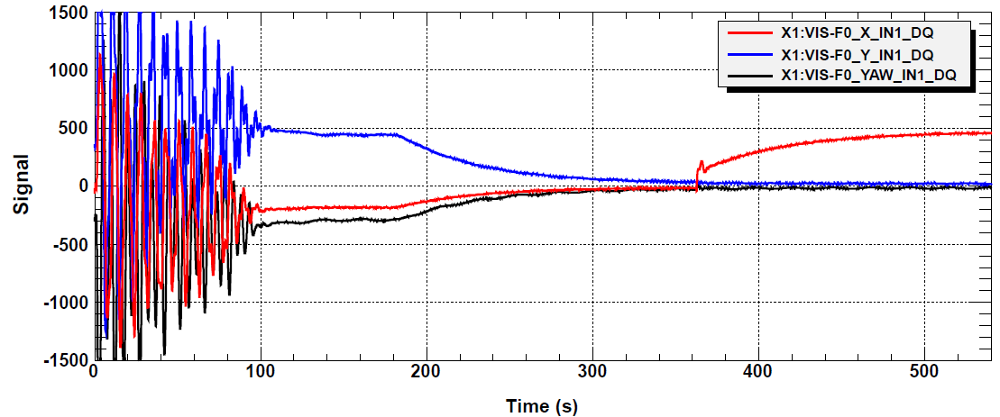 1500
1000
500
0
-500
-1000
-1500
Signal
X1:VIS-F0_X_IN1_DQ
X1:VIS-F0_Y_IN1_DQ
X1:VIS-F0_YAW_IN1_DQ
0 100 200 300 400 500
Time (s)